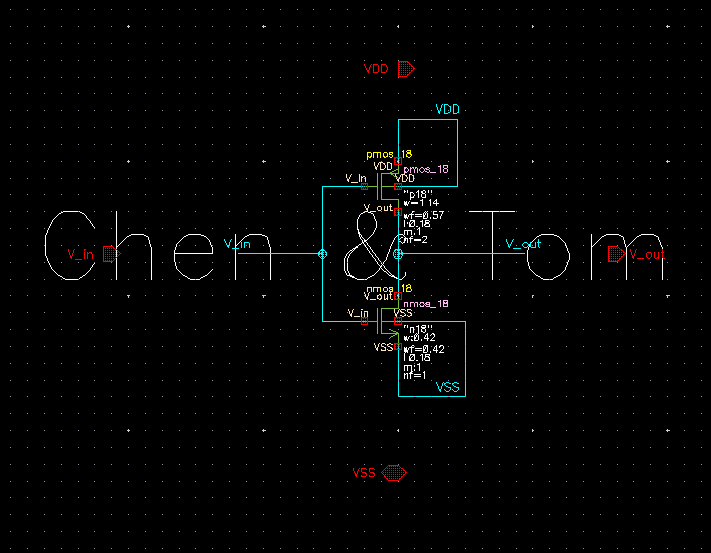 VDD
VDD
pmos_18
VDD
pmos_18
V_in
VDD
"p18"
w=1.14
V_out
wf=0.57
l:0.18
m:1
nf=2
Chen & Tom
V_in
V_in
V_out
V_out
nmos_18
V_out
nmos_18
V_in
VSS
"n18"
w:0.42
VSS
wf=0.42
l:0.18
m:1
nf=1
VSS
VSS